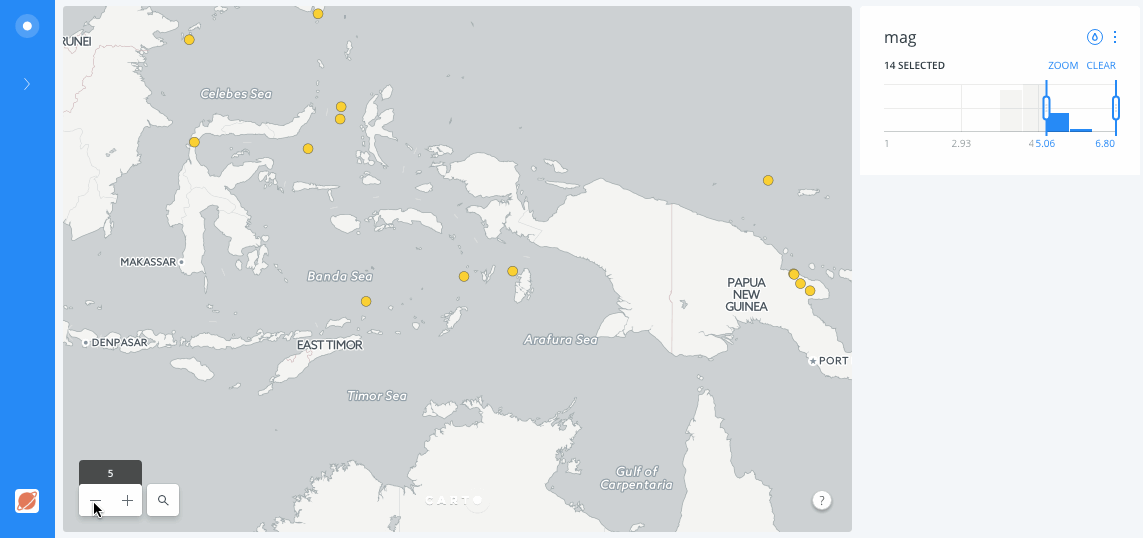 RUNEI
Celebes Sea
MAKASSAR
Banda Sea
PAPUA
NEW
GUINEA
DENPASAR
EAST TIMOR
Arafura Sea
PORT
Timor Sea
Gulf of
Carpentaria
5
CARTO
?
mag
14 SELECTED
ZOOM CLEAR
1 2.93 4 5.06 6.80